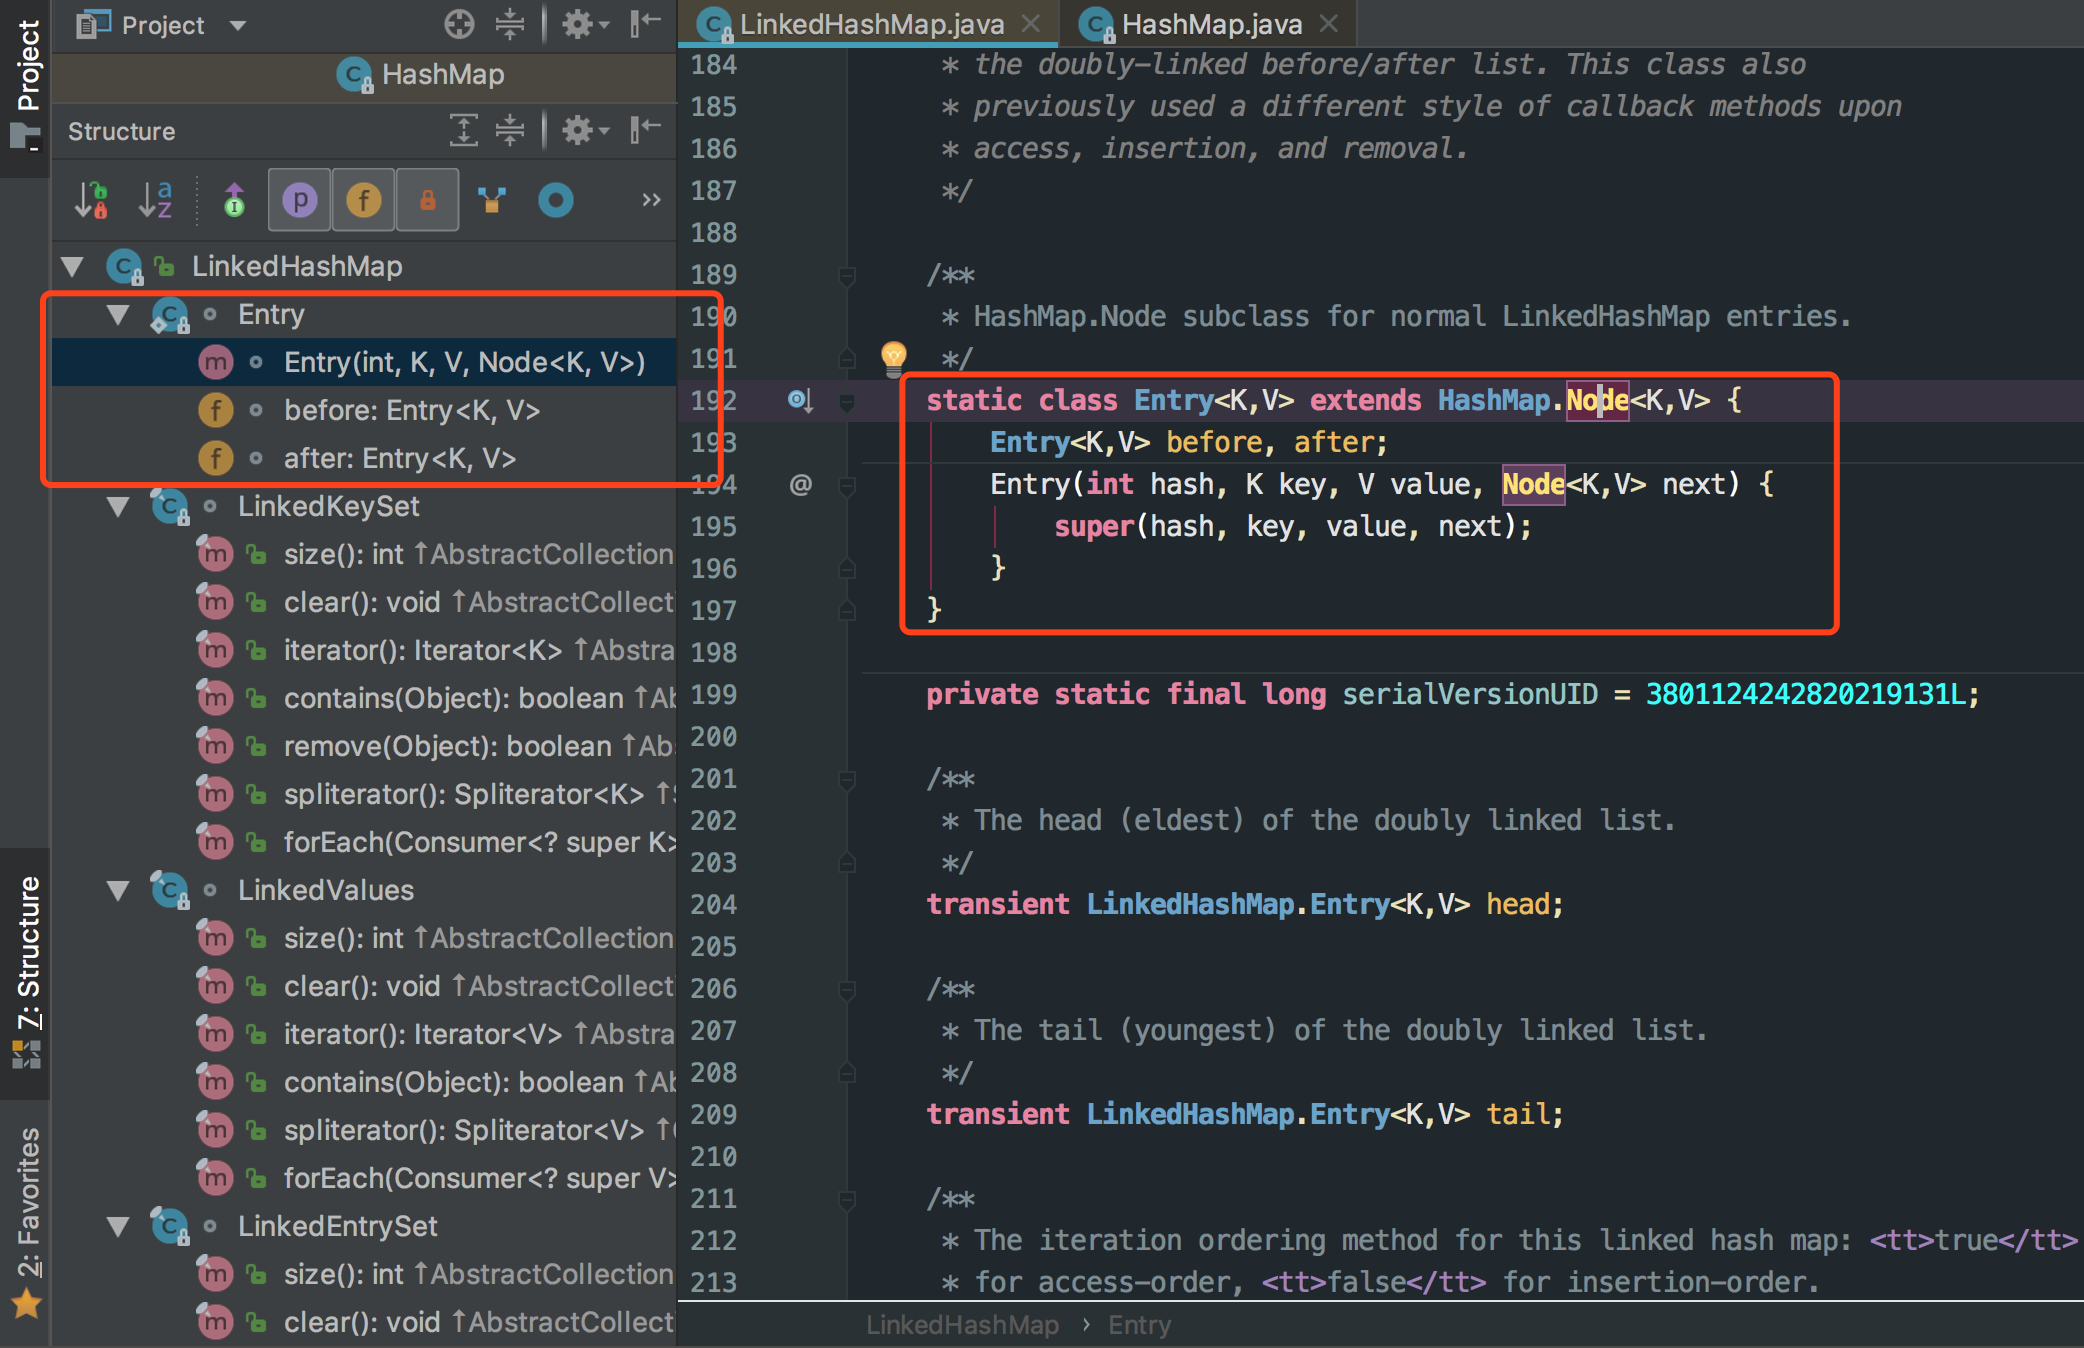 Project
7: Structure
2: Favorites
Project
HashMap
Structure
LinkedHashMap
Entry
Entry(int, K, V, Node<K, V>)
before: Entry<K, V>
after: Entry<K, V>
LinkedKeySet
size(): int ↑AbstractCollection
clear(): void ↑AbstractCollect
iterator(): Iterator<K> ↑Abstra
contains(Object): boolean ↑Ab
remove(Object): boolean ↑Ab
spliterator(): Spliterator<K> ↑S
forEach(Consumer<? super K>
LinkedValues
size(): int ↑AbstractCollection
clear(): void ↑AbstractCollect
iterator(): Iterator<V> ↑Abstra
contains(Object): boolean ↑Ab
spliterator(): Spliterator<V> ↑
forEach(Consumer<? super V>
LinkedEntrySet
size(): int ↑AbstractCollection
clear(): void ↑AbstractCollect
LinkedHashMap.java HashMap.java
184 * the doubly-linked before/after list. This class also
185 * previously used a different style of callback methods upon
186 * access, insertion, and removal.
187 */
188
189 /**
190 * HashMap.Node subclass for normal LinkedHashMap entries.
191 */
192 static class Entry<K,V> extends HashMap.Node<K,V> {
193 Entry<K,V> before, after;
194 @ Entry(int hash, K key, V value, Node<K,V> next) {
195 super(hash, key, value, next);
196 }
197 }
198
199 private static final long serialVersionUID = 3801124242820219131L;
200
201 /**
202 * The head (eldest) of the doubly linked list.
203 */
204 transient LinkedHashMap.Entry<K,V> head;
205
206 /**
207 * The tail (youngest) of the doubly linked list.
208 */
209 transient LinkedHashMap.Entry<K,V> tail;
210
211 /**
212 * The iteration ordering method for this linked hash map: <tt>true</tt>
213 * for access-order, <tt>false</tt> for insertion-order.
LinkedHashMap › Entry